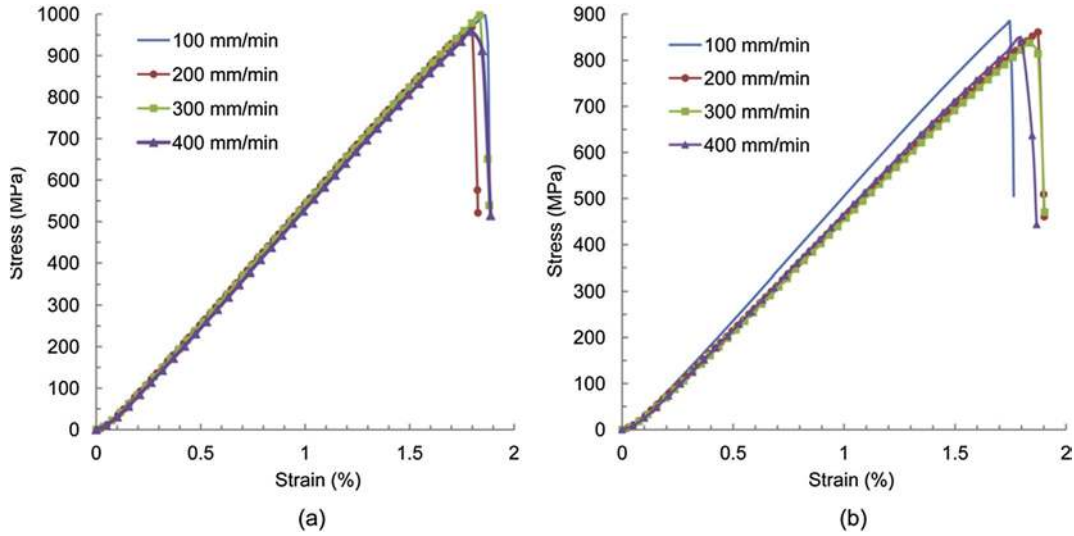 1000
900
800
700
600
500
400
300
200
100
0
Stress (MPa)
100 mm/min
200 mm/min
300 mm/min
400 mm/min
0 0.5 1 1.5 2
Strain (%)
(a)
900
800
700
600
500
400
300
200
100
0
Stress (MPa)
100 mm/min
200 mm/min
300 mm/min
400 mm/min
0 0.5 1 1.5 2
Strain (%)
(b)